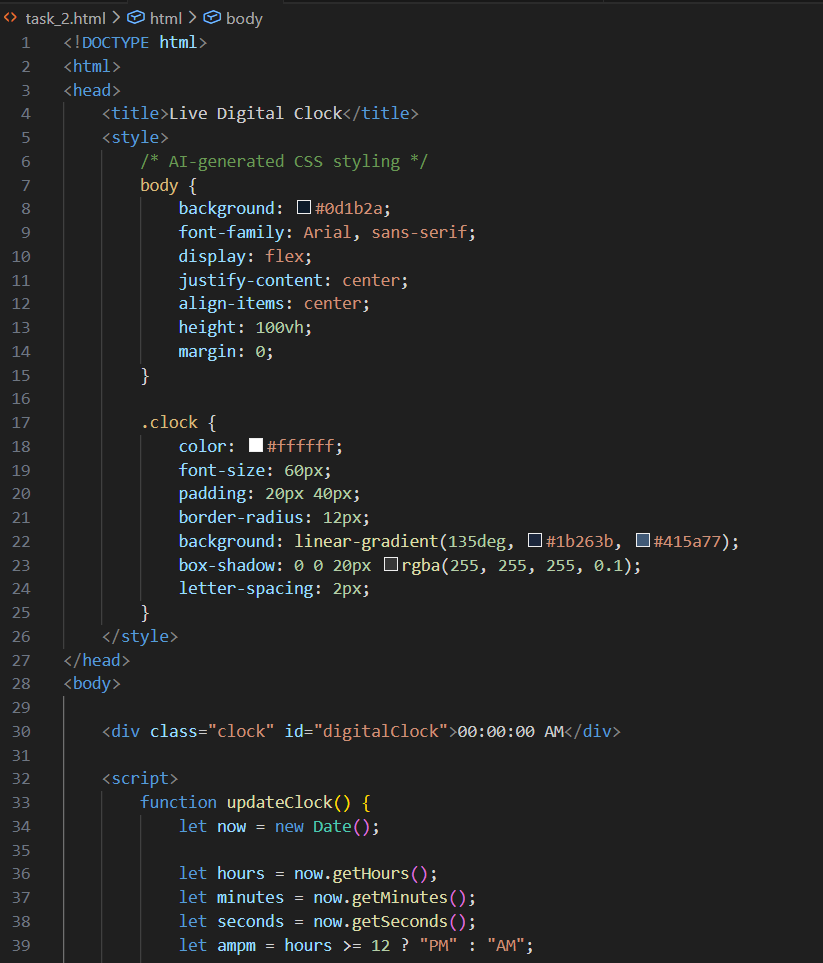 task_2.html > html > body
1 <!DOCTYPE html>
2 <html>
3 <head>
4     <title>Live Digital Clock</title>
5     <style>
6         /* AI-generated CSS styling */
7         body {
8             background: #0d1b2a;
9             font-family: Arial, sans-serif;
10             display: flex;
11             justify-content: center;
12             align-items: center;
13             height: 100vh;
14             margin: 0;
15         }
16
17         .clock {
18             color: #ffffff;
19             font-size: 60px;
20             padding: 20px 40px;
21             border-radius: 12px;
22             background: linear-gradient(135deg, #1b263b, #415a77);
23             box-shadow: 0 0 20px rgba(255, 255, 255, 0.1);
24             letter-spacing: 2px;
25         }
26     </style>
27 </head>
28 <body>
29
30     <div class="clock" id="digitalClock">00:00:00 AM</div>
31
32     <script>
33         function updateClock() {
34             let now = new Date();
35
36             let hours = now.getHours();
37             let minutes = now.getMinutes();
38             let seconds = now.getSeconds();
39             let ampm = hours >= 12 ? "PM" : "AM";